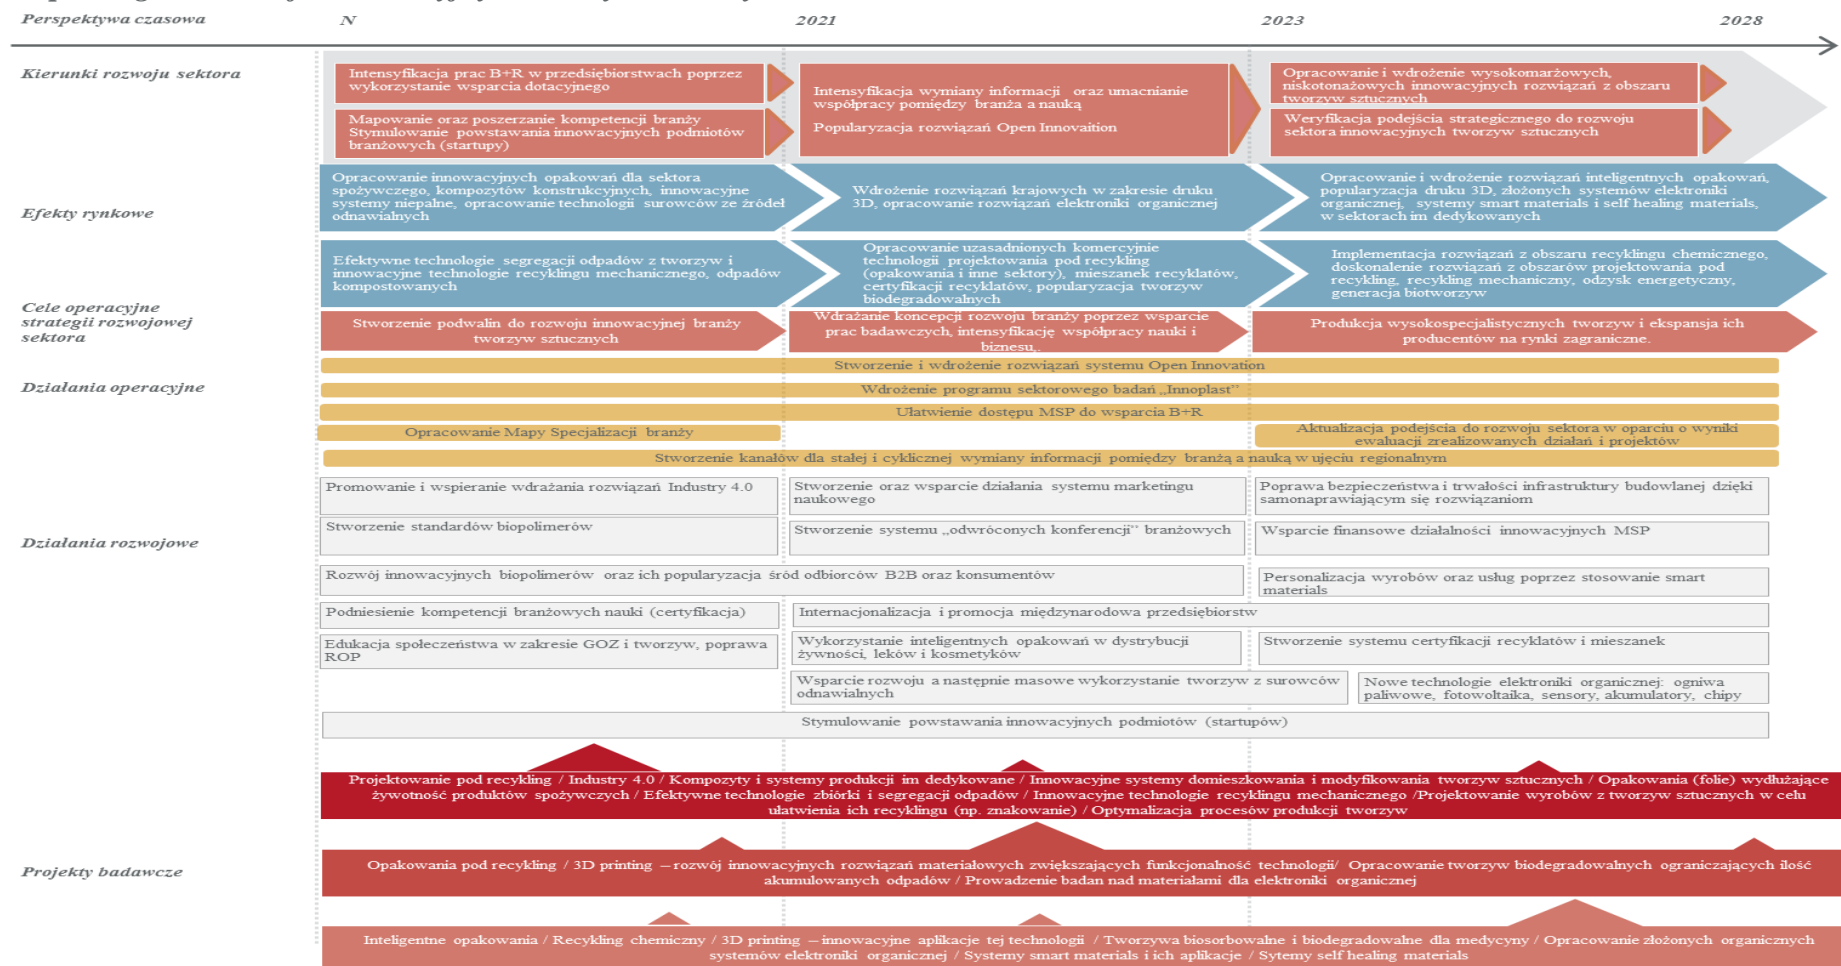 Perspektywa czasowa
N
2021
2023
2028
Kierunki rozwoju sektora
Intensyfikacja prac B+R w przedsiębiorstwach poprzez
wykorzystanie wsparcia dotacyjnego
Mapowanie oraz poszerzanie kompetencji branży
Stymulowanie powstawania innowacyjnych podmiotów
branżowych (startupy)
Intensyfikacja wymiany informacji oraz umacnianie
współpracy pomiędzy branża a nauką
Popularyzacja rozwiązań Open Innovaition
Opracowanie i wdrożenie wysokomarżowych,
niskotonażowych innowacyjnych rozwiązań z obszaru
tworzyw sztucznych
Weryfikacja podejścia strategicznego do rozwoju
sektora innowacyjnych tworzyw sztucznych
Efekty rynkowe
Opracowanie innowacyjnych opakowań dla sektora
spożywczego, kompozytów konstrukcyjnych, innowacyjne
systemy niepalne, opracowanie technologii surowców ze źródeł
odnawialnych
Wdrożenie rozwiązań krajowych w zakresie druku
3D, opracowanie rozwiązań elektroniki organicznej
Opracowanie i wdrożenie rozwiązań inteligentnych opakowań,
popularyzacja druku 3D, złożonych systemów elektroniki
organicznej, systemy smart materials i self healing materials,
w sektorach im dedykowanych
Efektywne technologie segregacji odpadów z tworzyw i
innowacyjne technologie recyklingu mechanicznego, odpadów
kompostowanych
Opracowanie uzasadnionych komercyjnie
technologii projektowania pod recykling
(opakowania i inne sektory), mieszanek recyklatów,
certyfikacji recyklatów, popularyzacja tworzyw
biodegradowalnych
Implementacja rozwiązań z obszaru recyklingu chemicznego,
doskonalenie rozwiązań z obszarów projektowania pod
recykling, recykling mechaniczny, odzysk energetyczny,
generacja biotworzyw
Cele operacyjne
strategii rozwojowej
sektora
Stworzenie podwalin do rozwoju innowacyjnej branży
tworzyw sztucznych
Wdrażanie koncepcji rozwoju branży poprzez wsparcie
prac badawczych, intensyfikację współpracy nauki i
biznesu,.
Produkcja wysokospecjalistycznych tworzyw i ekspansja ich
producentów na rynki zagraniczne.
Działania operacyjne
Stworzenie i wdrożenie rozwiązań systemu Open Innovation
Wdrożenie programu sektorowego badań „Innoplast”
Ułatwienie dostępu MSP do wsparcia B+R
Opracowanie Mapy Specjalizacji branży
Aktualizacja podejścia do rozwoju sektora w oparciu o wyniki
ewaluacji zrealizowanych działań i projektów
Stworzenie kanałów dla stałej i cyklicznej wymiany informacji pomiędzy branżą a nauką w ujęciu regionalnym
Działania rozwojowe
Promowanie i wspieranie wdrażania rozwiązań Industry 4.0
Stworzenie oraz wsparcie działania systemu marketingu
naukowego
Poprawa bezpieczeństwa i trwałości infrastruktury budowlanej dzięki
samonaprawiającym się rozwiązaniom
Stworzenie standardów biopolimerów
Stworzenie systemu „odwróconych konferencji” branżowych
Wsparcie finansowe działalności innowacyjnych MSP
Rozwój innowacyjnych biopolimerów oraz ich popularyzacja śród odbiorców B2B oraz konsumentów
Personalizacja wyrobów oraz usług poprzez stosowanie smart
materials
Podniesienie kompetencji branżowych nauki (certyfikacja)
Internacjonalizacja i promocja międzynarodowa przedsiębiorstw
Edukacja społeczeństwa w zakresie GOZ i tworzyw, poprawa
ROP
Wykorzystanie inteligentnych opakowań w dystrybucji
żywności, leków i kosmetyków
Stworzenie systemu certyfikacji recyklatów i mieszanek
Wsparcie rozwoju a następnie masowe wykorzystanie tworzyw z surowców
odnawialnych
Nowe technologie elektroniki organicznej: ogniwa
paliwowe, fotowoltaika, sensory, akumulatory, chipy
Stymulowanie powstawania innowacyjnych podmiotów (startupów)
Projekty badawcze
Projektowanie pod recykling / Industry 4.0 / Kompozyty i systemy produkcji im dedykowane / Innowacyjne systemy domieszkowania i modyfikowania tworzyw sztucznych / Opakowania (folie) wydłużające
żywotność produktów spożywczych / Efektywne technologie zbiórki i segregacji odpadów / Innowacyjne technologie recyklingu mechanicznego /Projektowanie wyrobów z tworzyw sztucznych w celu
ułatwienia ich recyklingu (np. znakowanie) / Optymalizacja procesów produkcji tworzyw
Opakowania pod recykling / 3D printing – rozwój innowacyjnych rozwiązań materiałowych zwiększających funkcjonalność technologii/ Opracowanie tworzyw biodegradowalnych ograniczających ilość
akumulowanych odpadów / Prowadzenie badan nad materiałami dla elektroniki organicznej
Inteligentne opakowania / Recykling chemiczny / 3D printing – innowacyjne aplikacje tej technologii / Tworzywa biosorbowalne i biodegradowalne dla medycyny / Opracowanie złożonych organicznych
systemów elektroniki organicznej / Systemy smart materials i ich aplikacje / Sytemy self healing materials